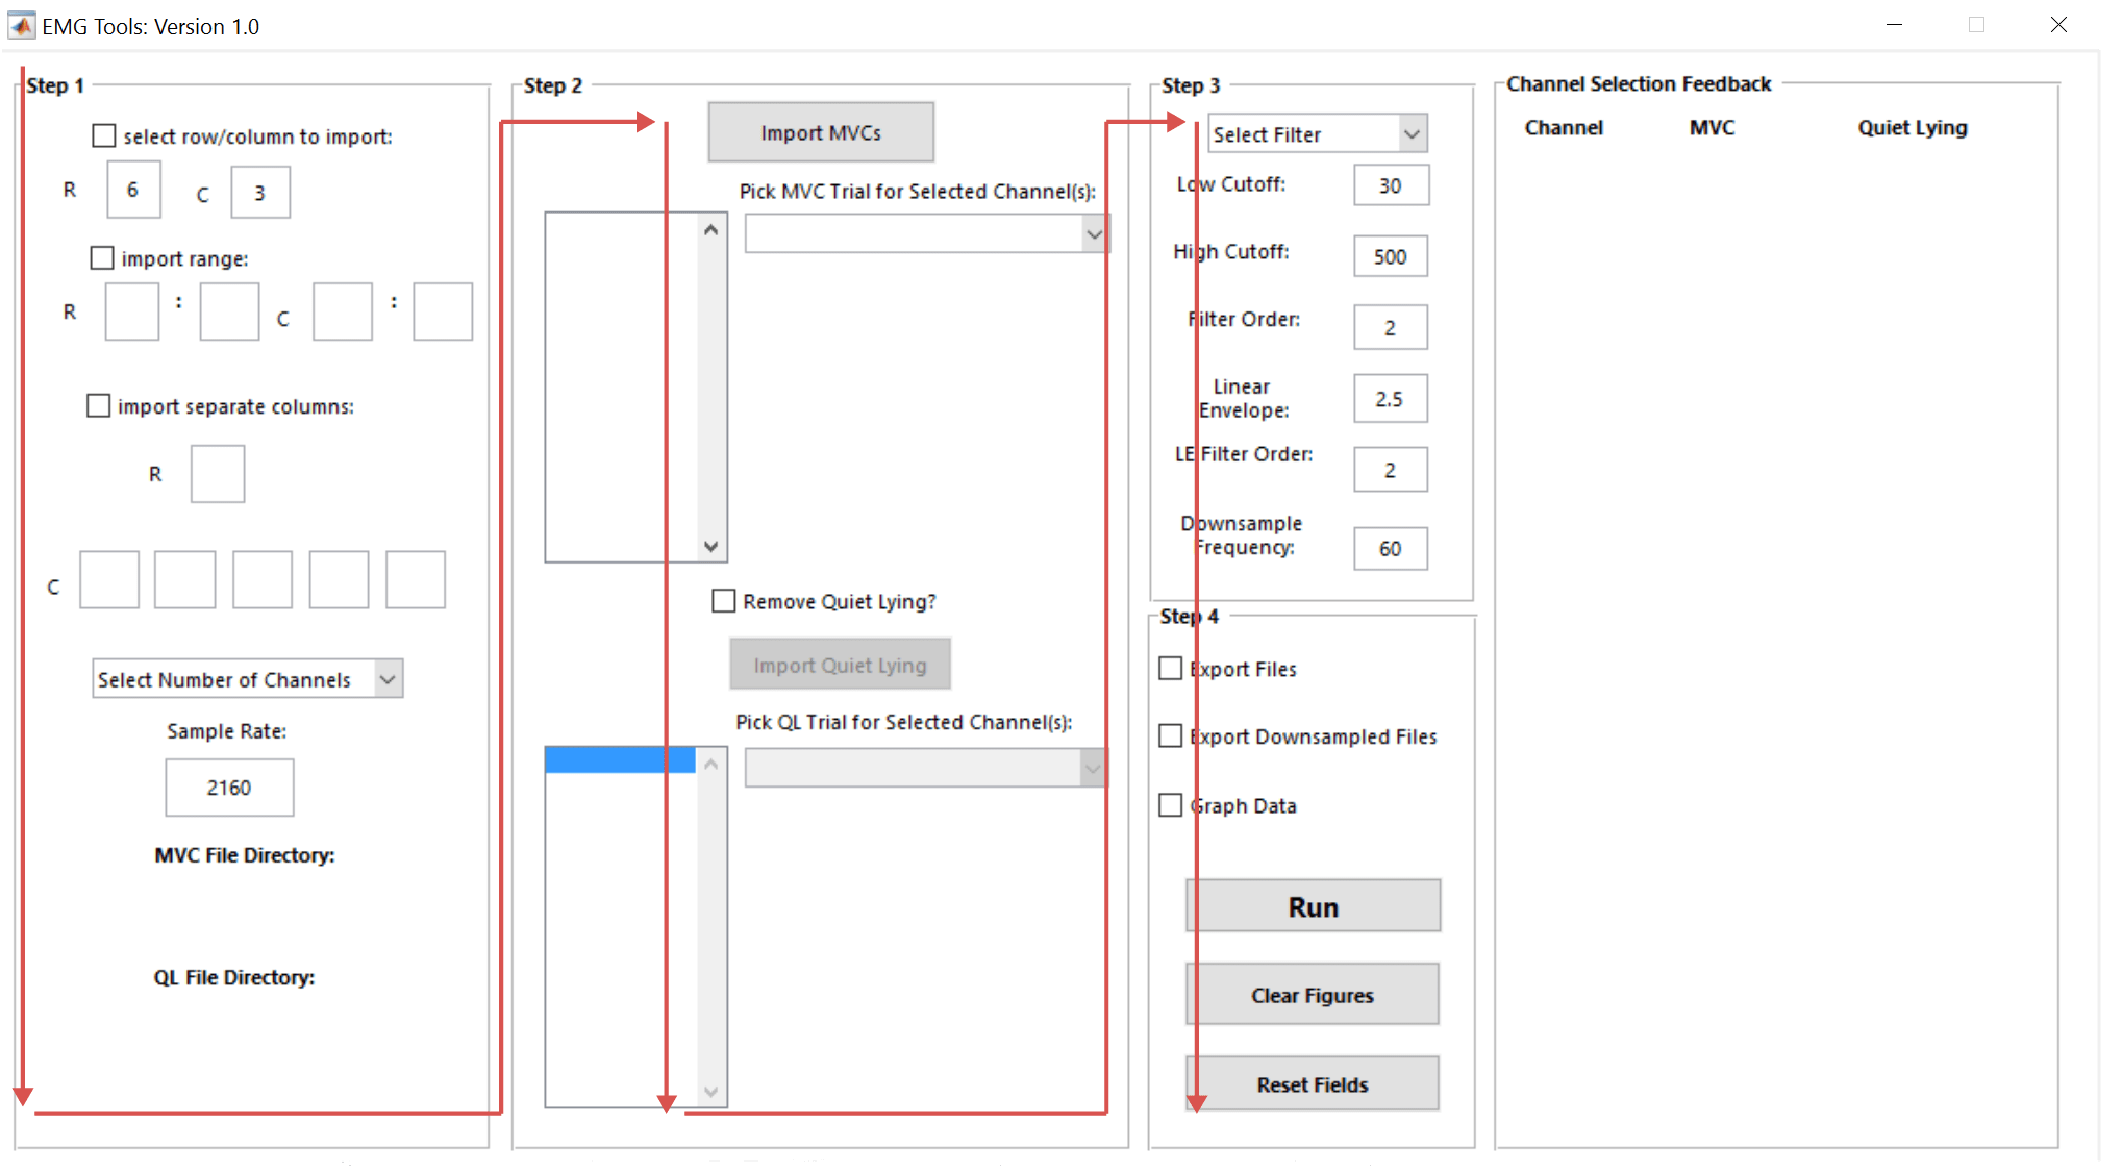 EMG Tools: Version 1.0
Step 1
select row/column to import:
R 6 C 3
import range:
R : C :
import separate columns:
R
C
Select Number of Channels
Sample Rate:
2160
MVC File Directory:
QL File Directory:
Step 2
Import MVCs
Pick MVC Trial for Selected Channel(s):
Remove Quiet Lying?
Import Quiet Lying
Pick QL Trial for Selected Channel(s):
Step 3
Select Filter
Low Cutoff: 30
High Cutoff: 500
Filter Order: 2
Linear
Envelope: 2.5
LE Filter Order: 2
Downsample
Frequency: 60
Step 4
Export Files
Export Downsampled Files
Graph Data
Run
Clear Figures
Reset Fields
Channel Selection Feedback
Channel MVC Quiet Lying